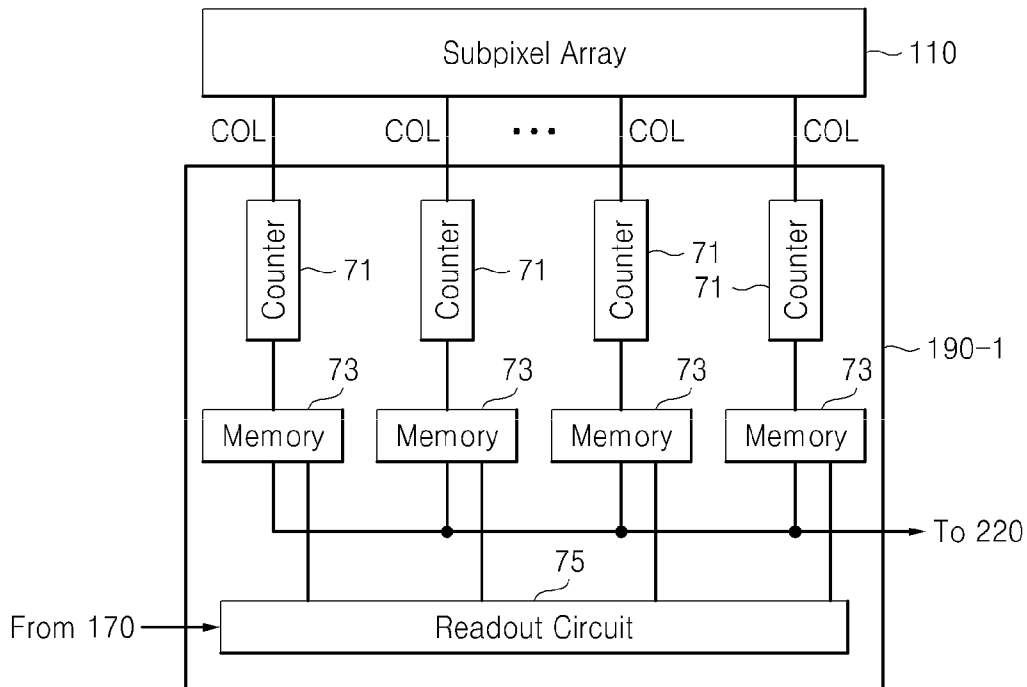 Subpixel Array
110
COL COL ... COL COL
Counter 71 Counter 71 Counter 71 71 Counter
190-1
73 73 73 73
Memory Memory Memory Memory
To 220
75
From 170 Readout Circuit